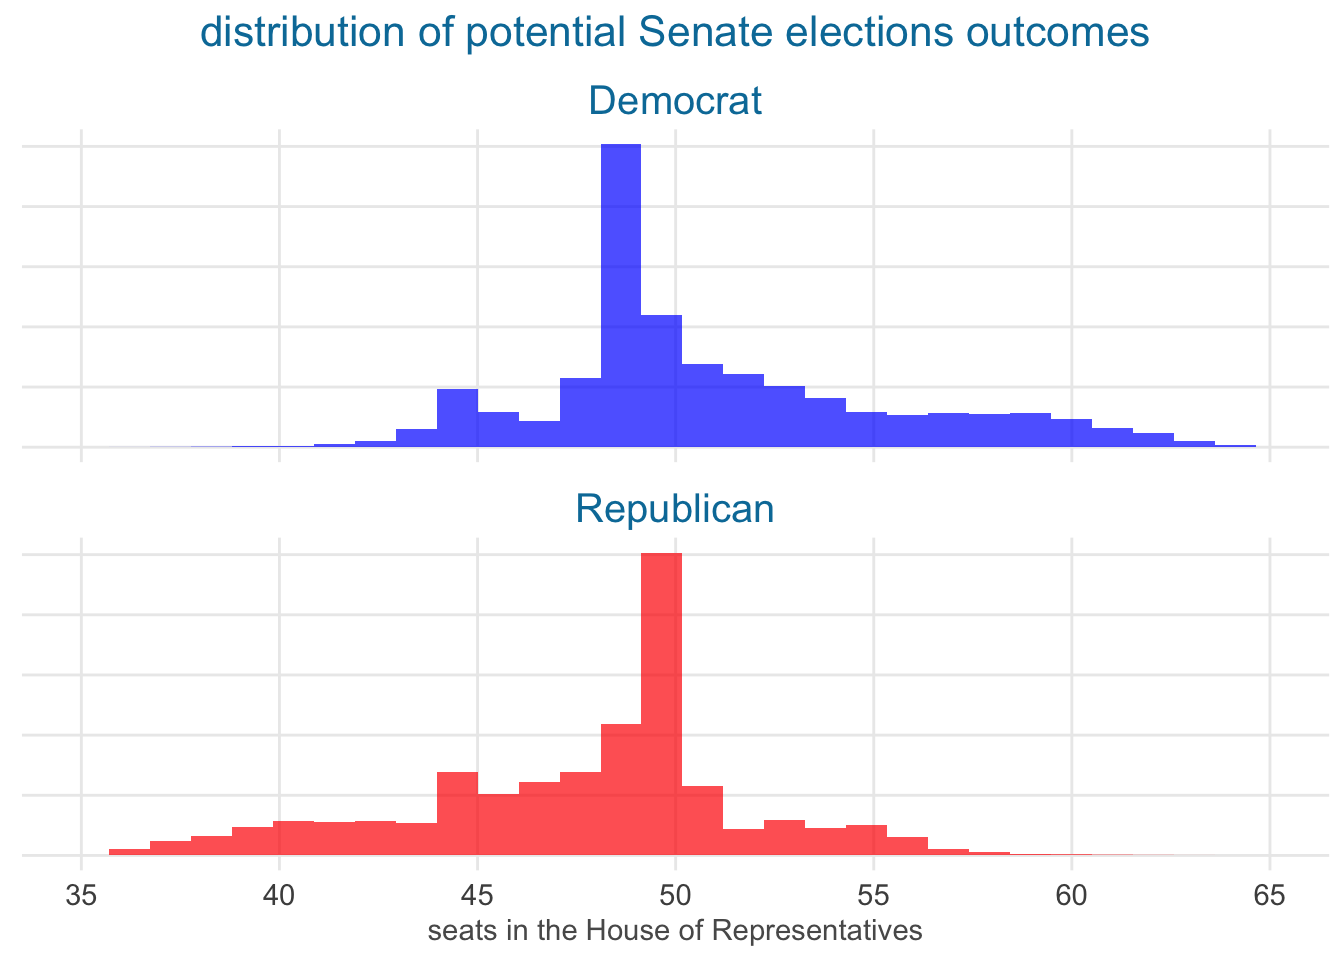 distribution of potential Senate elections outcomes
Democrat
Republican
35 40 45 50 55 60 65
seats in the House of Representatives